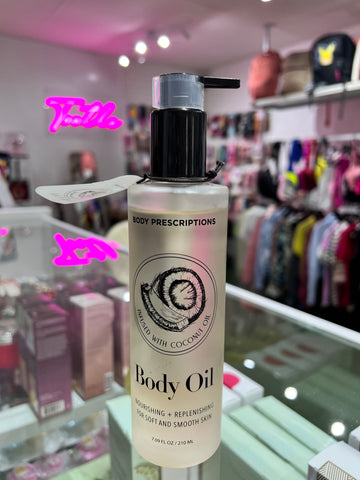 BODY PRESCRIPTIONS
INFUSED WITH COCONUT OIL
Body Oil
NOURISHING + REPLENISHING
FOR SOFT AND SMOOTH SKIN
7.09 FL OZ / 210 ML